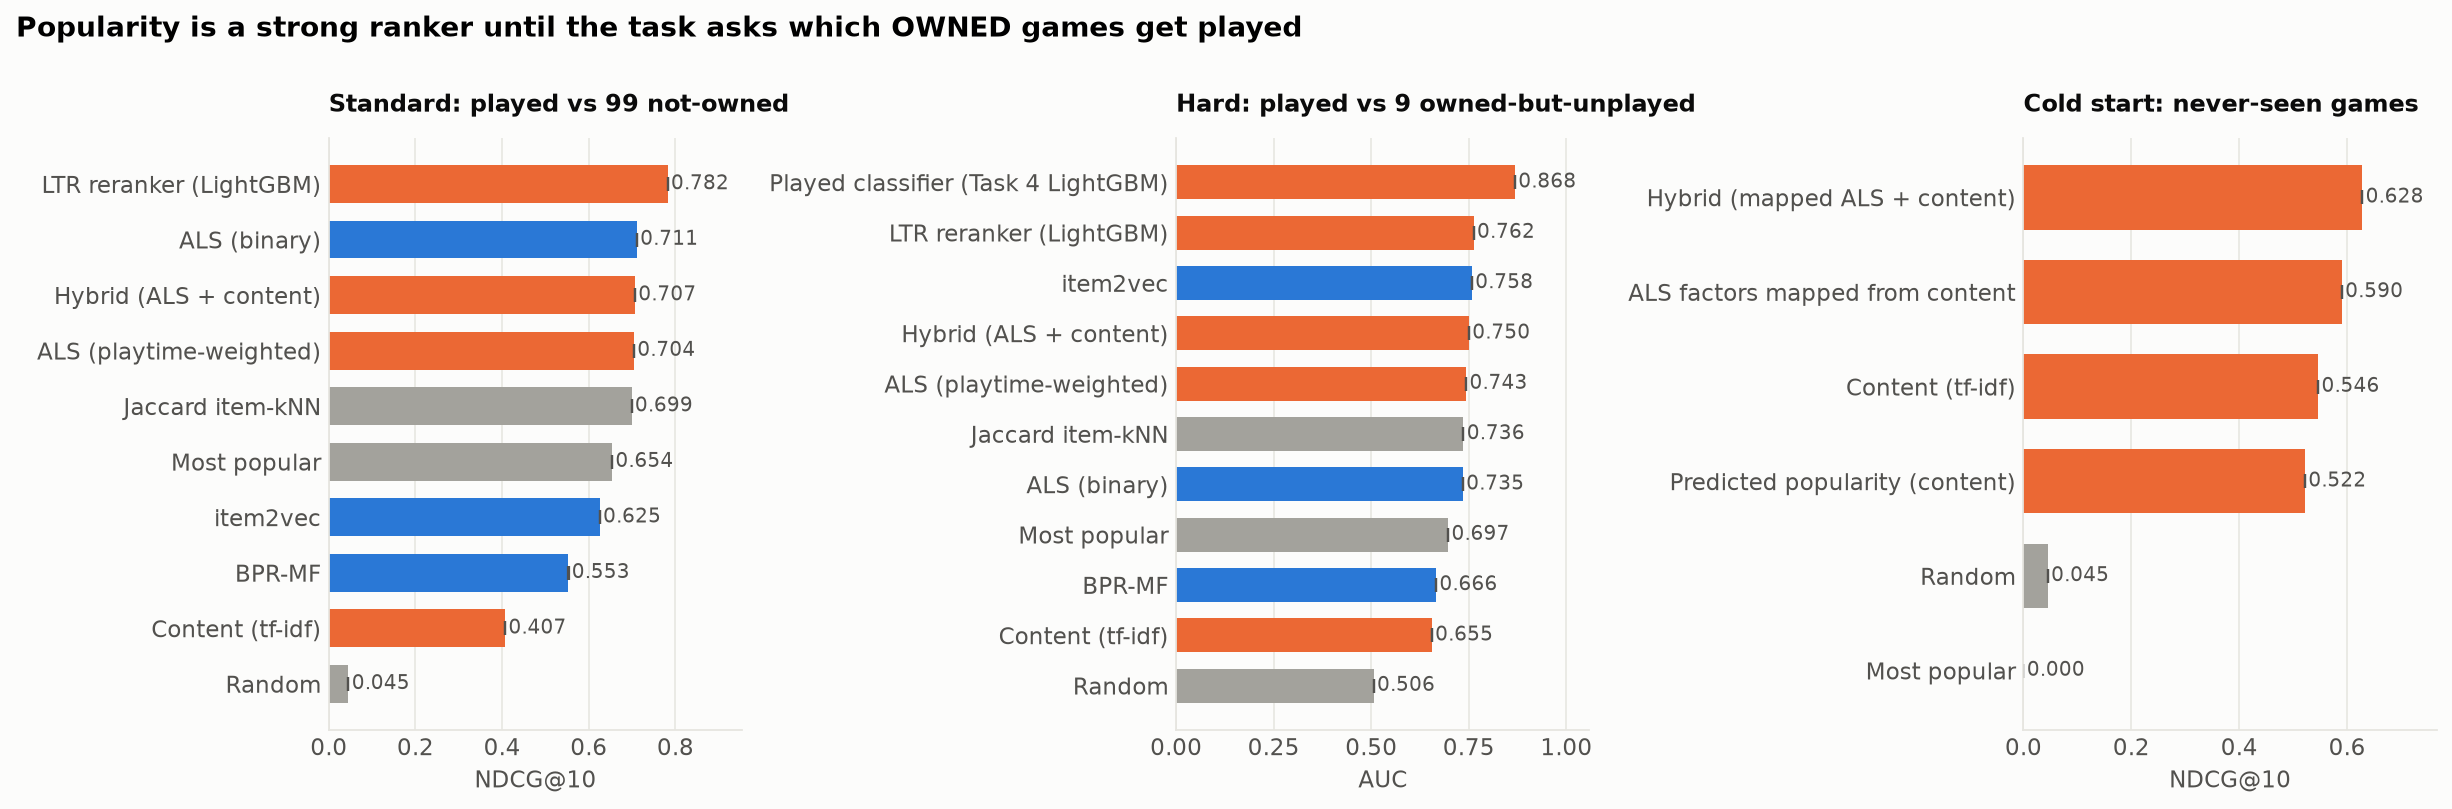 Popularity is a strong ranker until the task asks which OWNED games get played
Standard: played vs 99 not-owned
LTR reranker (LightGBM) 0.782
ALS (binary) 0.711
Hybrid (ALS + content) 0.707
ALS (playtime-weighted) 0.704
Jaccard item-kNN 0.699
Most popular 0.654
item2vec 0.625
BPR-MF 0.553
Content (tf-idf) 0.407
Random 0.045
0.0 0.2 0.4 0.6 0.8
NDCG@10
Hard: played vs 9 owned-but-unplayed
Played classifier (Task 4 LightGBM) 0.868
LTR reranker (LightGBM) 0.762
item2vec 0.758
Hybrid (ALS + content) 0.750
ALS (playtime-weighted) 0.743
Jaccard item-kNN 0.736
ALS (binary) 0.735
Most popular 0.697
BPR-MF 0.666
Content (tf-idf) 0.655
Random 0.506
0.00 0.25 0.50 0.75 1.00
AUC
Cold start: never-seen games
Hybrid (mapped ALS + content) 0.628
ALS factors mapped from content 0.590
Content (tf-idf) 0.546
Predicted popularity (content) 0.522
Random 0.045
Most popular 0.000
0.0 0.2 0.4 0.6
NDCG@10